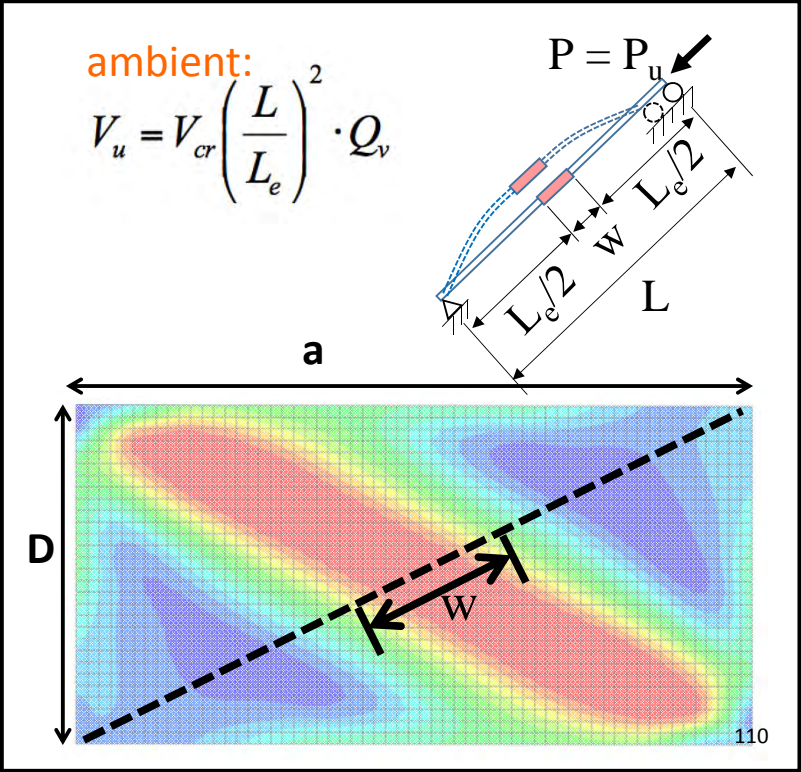 ambient:
V_u = V_cr (L / L_e)^2 · Q_v
P = P_u
L_e/2
w
L_e/2
L
a
D
w
110